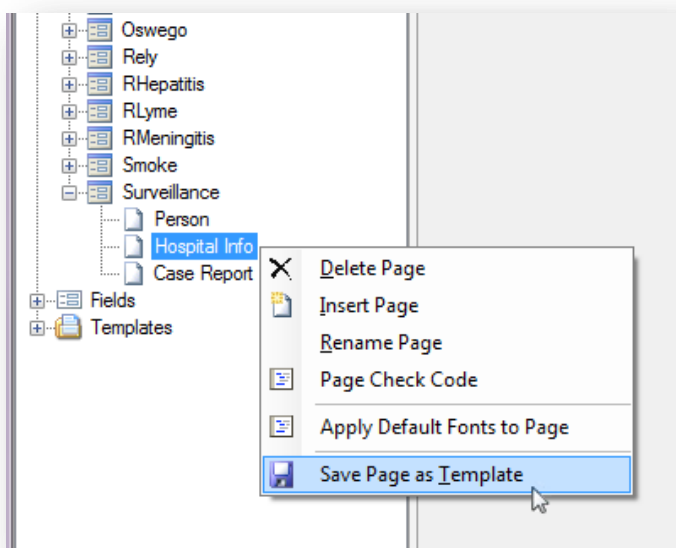 Oswego
Rely
RHepatitis
RLyme
RMeningitis
Smoke
Surveillance
Person
Hospital Info
Case Report
Fields
Templates
Delete Page
Insert Page
Rename Page
Page Check Code
Apply Default Fonts to Page
Save Page as Template